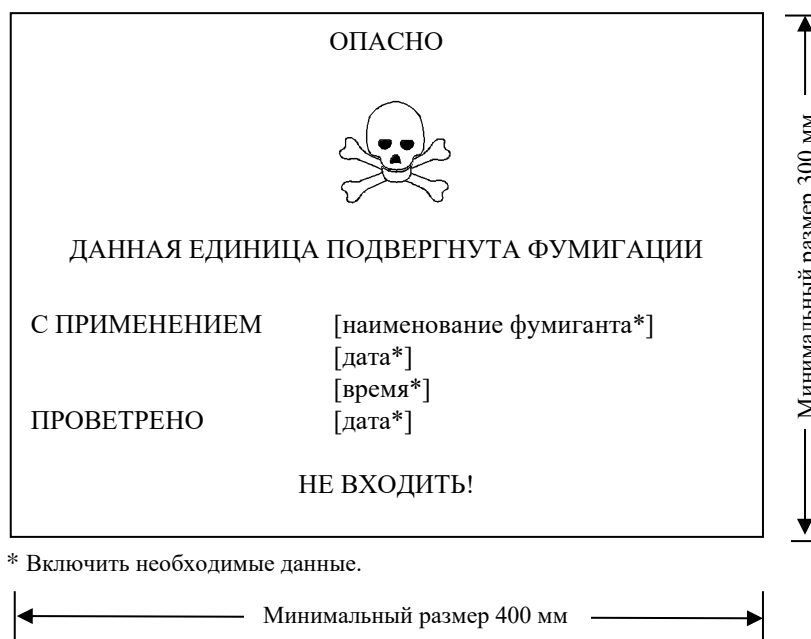 ОПАСНО
ДАННАЯ ЕДИНИЦА ПОДВЕРГНУТА ФУМИГАЦИИ
С ПРИМЕНЕНИЕМ [наименование фумиганта*]
[дата*]
[время*]
ПРОВЕТРЕНО [дата*]
НЕ ВХОДИТЬ!
* Включить необходимые данные.
Минимальный размер 400 мм
Минимальный размер 300 мм